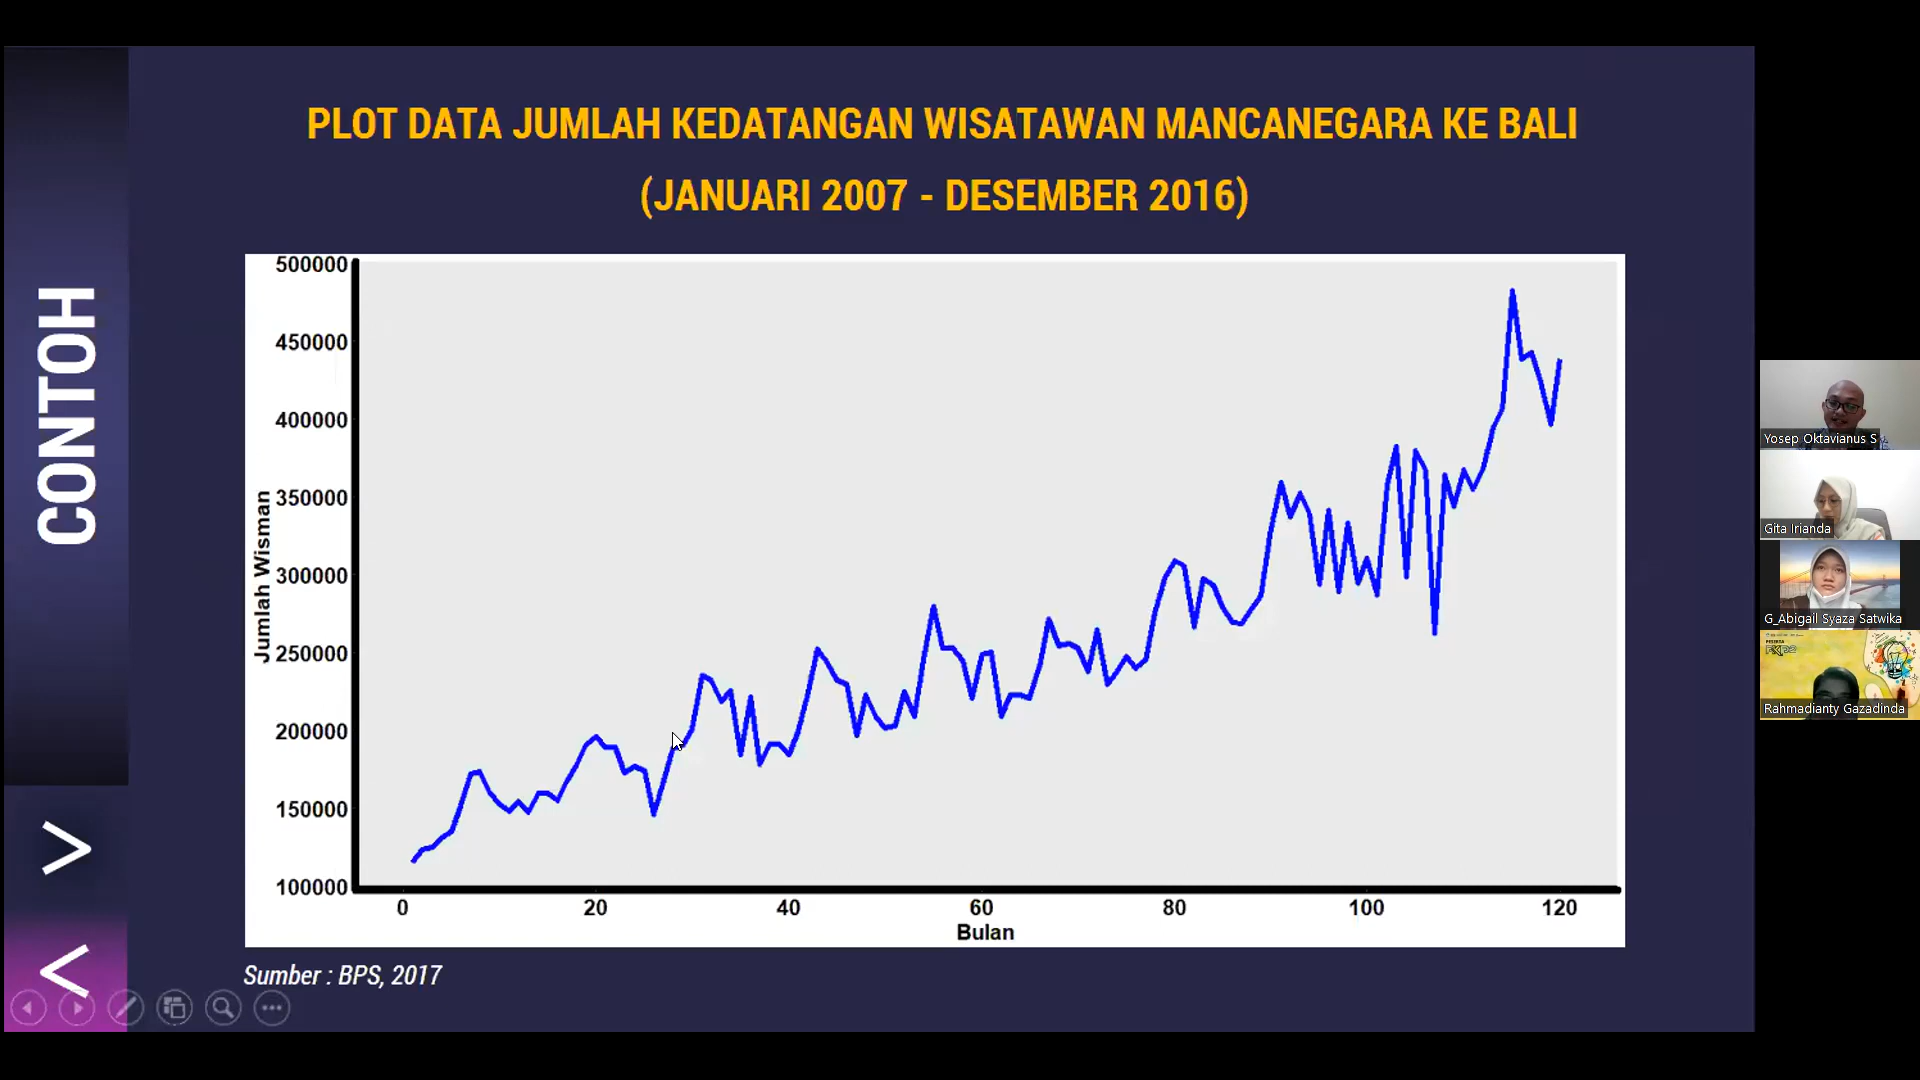 PLOT DATA JUMLAH KEDATANGAN WISATAWAN MANCANEGARA KE BALI
(JANUARI 2007 - DESEMBER 2016)
CONTOH
500000
450000
400000
350000
300000
250000
200000
150000
100000
Jumlah Wisman
0 20 40 60 80 100 120
Bulan
Sumber : BPS, 2017
Yosep Oktavianus S
Gita Irianda
G_Abigail Syaza Satwika
PESERTA
Rahmadianty Gazadinda